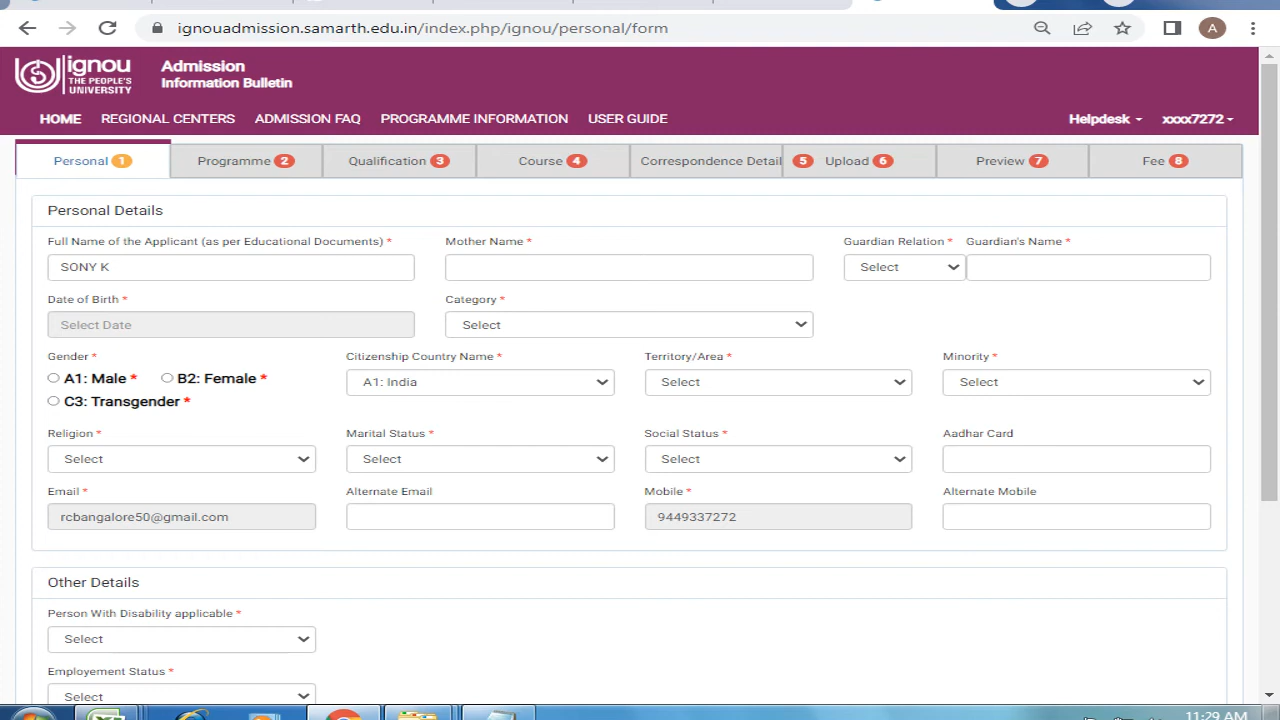 ignouadmission.samarth.edu.in/index.php/ignou/personal/form
A
ignou
THE PEOPLE'S
UNIVERSITY
Admission
Information Bulletin
HOME REGIONAL CENTERS ADMISSION FAQ PROGRAMME INFORMATION USER GUIDE Helpdesk xxxx7272
Personal 1 Programme 2 Qualification 3 Course 4 Correspondence Detail 5 Upload 6 Preview 7 Fee 8
Personal Details
Full Name of the Applicant (as per Educational Documents) * Mother Name * Guardian Relation * Guardian's Name *
SONY K Select
Date of Birth * Category *
Select Date Select
Gender * Citizenship Country Name * Territory/Area * Minority *
A1: Male * B2: Female * A1: India Select Select
C3: Transgender *
Religion * Marital Status * Social Status * Aadhar Card
Select Select Select
Email * Alternate Email Mobile * Alternate Mobile
rcbangalore50@gmail.com 9449337272
Other Details
Person With Disability applicable *
Select
Employement Status *
Select
11:29 AM